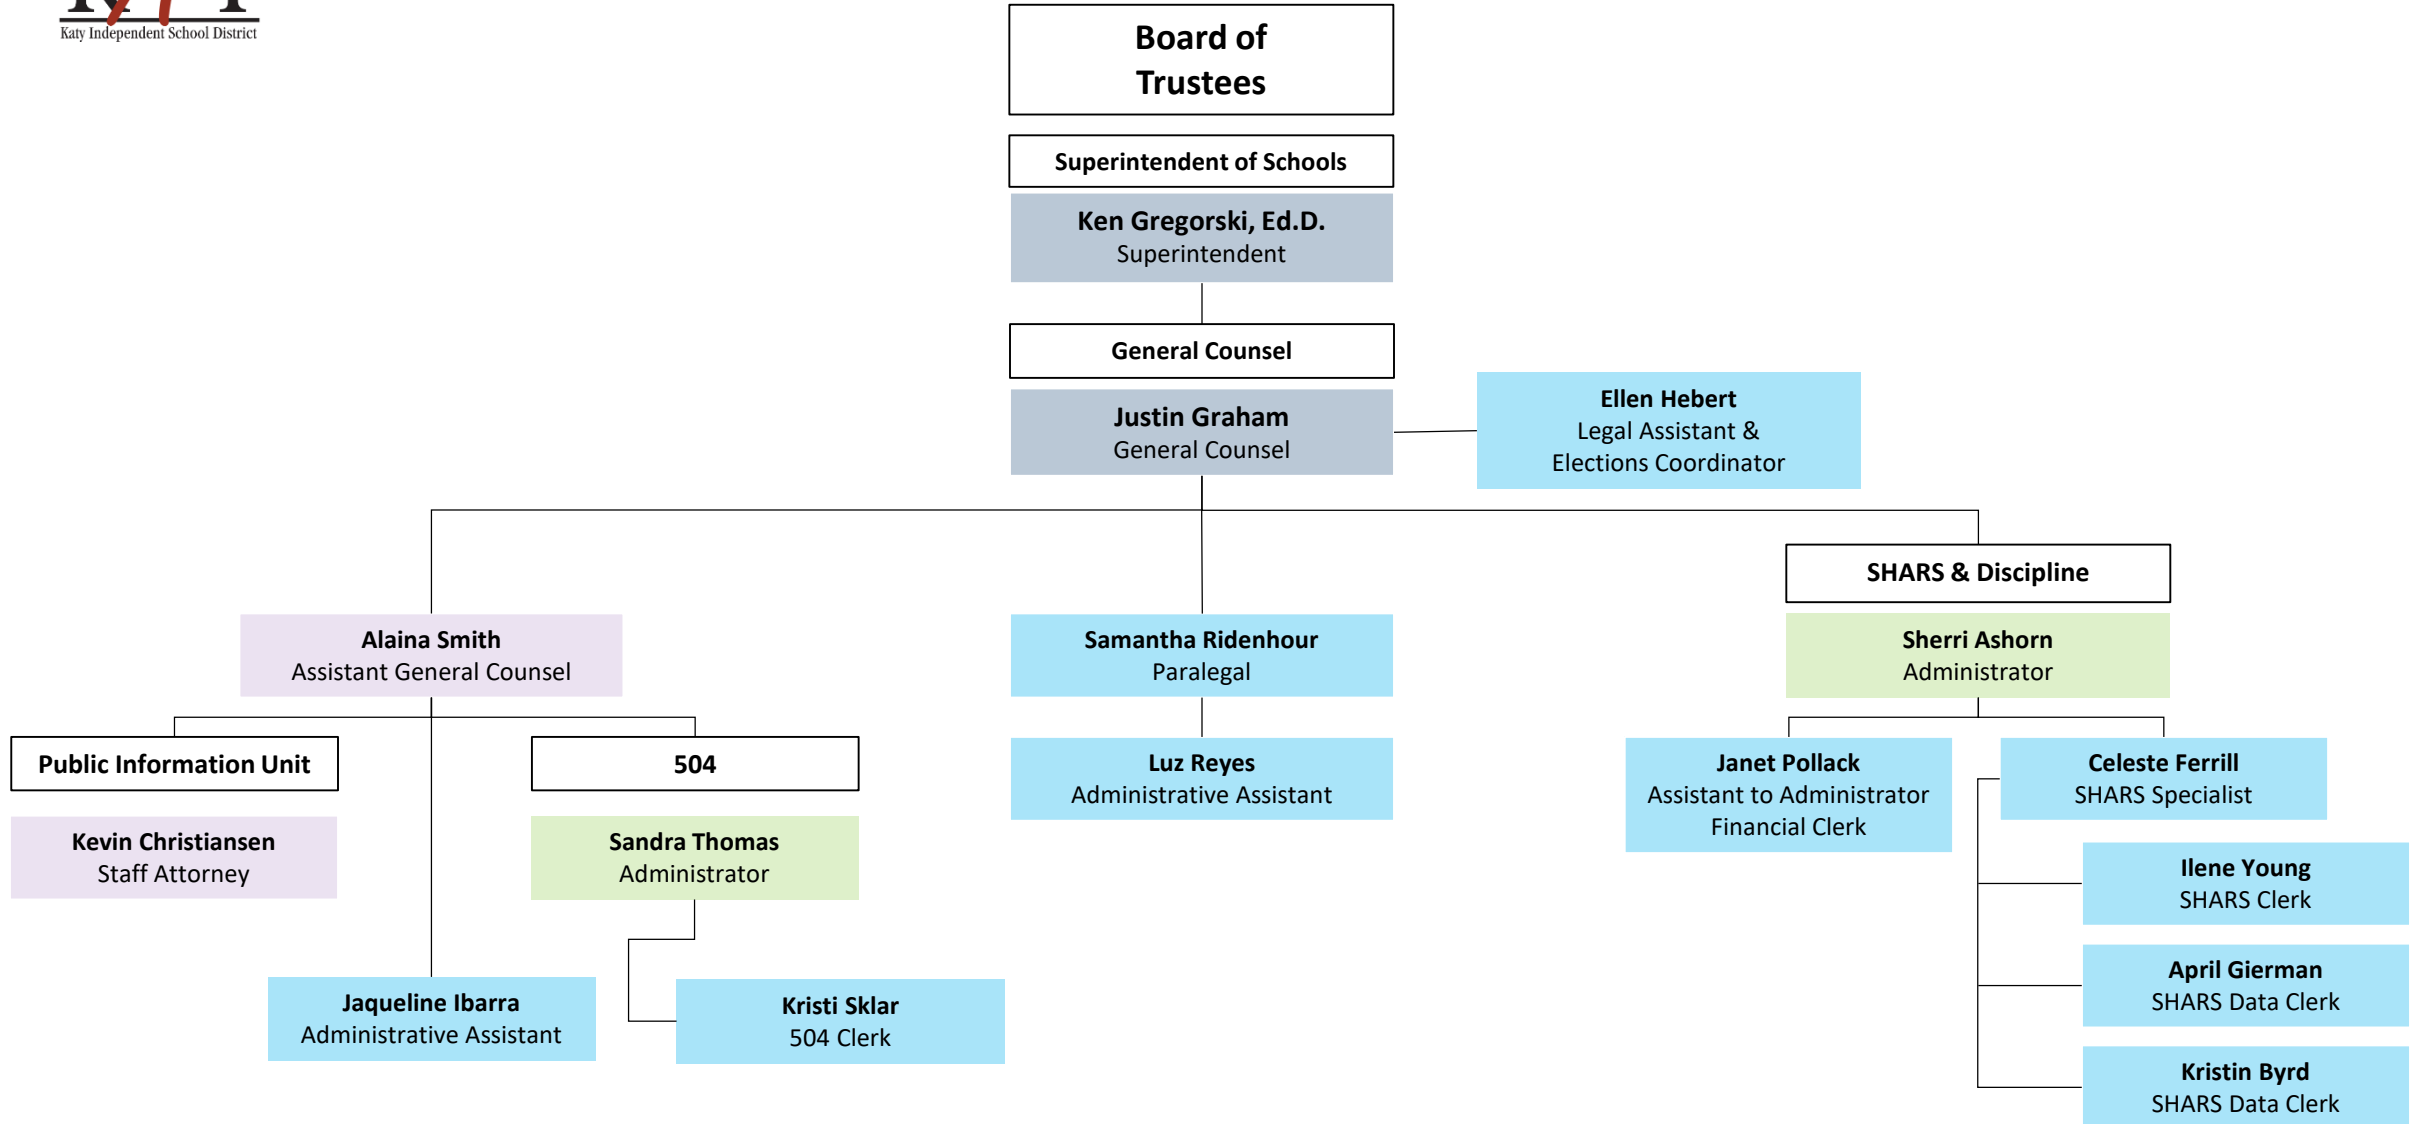 Katy Independent School District
Board of
Trustees
Superintendent of Schools
Ken Gregorski, Ed.D.
Superintendent
General Counsel
Justin Graham
General Counsel
Ellen Hebert
Legal Assistant &
Elections Coordinator
SHARS & Discipline
Alaina Smith
Assistant General Counsel
Samantha Ridenhour
Paralegal
Sherri Ashorn
Administrator
Public Information Unit
504
Luz Reyes
Administrative Assistant
Janet Pollack
Assistant to Administrator
Financial Clerk
Celeste Ferrill
SHARS Specialist
Kevin Christiansen
Staff Attorney
Sandra Thomas
Administrator
Ilene Young
SHARS Clerk
April Gierman
SHARS Data Clerk
Jaqueline Ibarra
Administrative Assistant
Kristi Sklar
504 Clerk
Kristin Byrd
SHARS Data Clerk